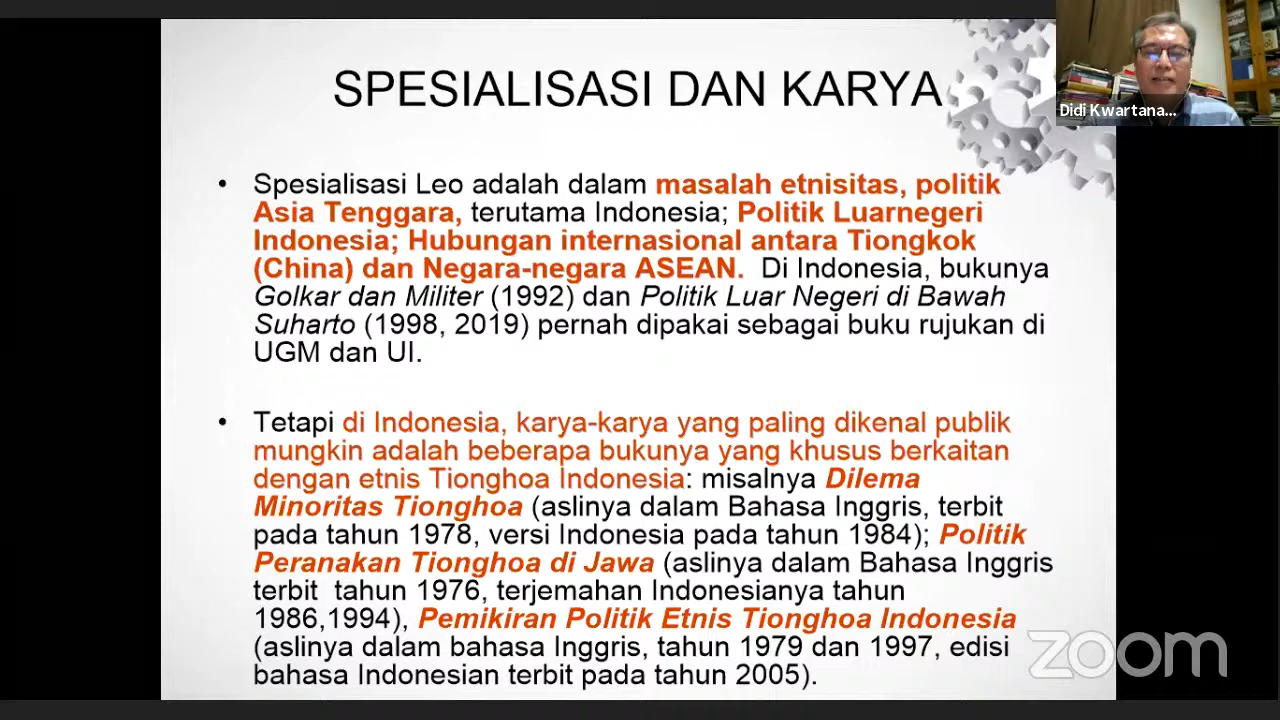 SPESIALISASI DAN KARYA
Didi Kwartana...
• Spesialisasi Leo adalah dalam masalah etnisitas, politik
Asia Tenggara, terutama Indonesia; Politik Luarnegeri
Indonesia; Hubungan internasional antara Tiongkok
(China) dan Negara-negara ASEAN. Di Indonesia, bukunya
Golkar dan Militer (1992) dan Politik Luar Negeri di Bawah
Suharto (1998, 2019) pernah dipakai sebagai buku rujukan di
UGM dan UI.
• Tetapi di Indonesia, karya-karya yang paling dikenal publik
mungkin adalah beberapa bukunya yang khusus berkaitan
dengan etnis Tionghoa Indonesia: misalnya Dilema
Minoritas Tionghoa (aslinya dalam Bahasa Inggris, terbit
pada tahun 1978, versi Indonesia pada tahun 1984); Politik
Peranakan Tionghoa di Jawa (aslinya dalam Bahasa Inggris
terbit tahun 1976, terjemahan Indonesianya tahun
1986,1994), Pemikiran Politik Etnis Tionghoa Indonesia
(aslinya dalam bahasa Inggris, tahun 1979 dan 1997, edisi
bahasa Indonesian terbit pada tahun 2005).
zoom